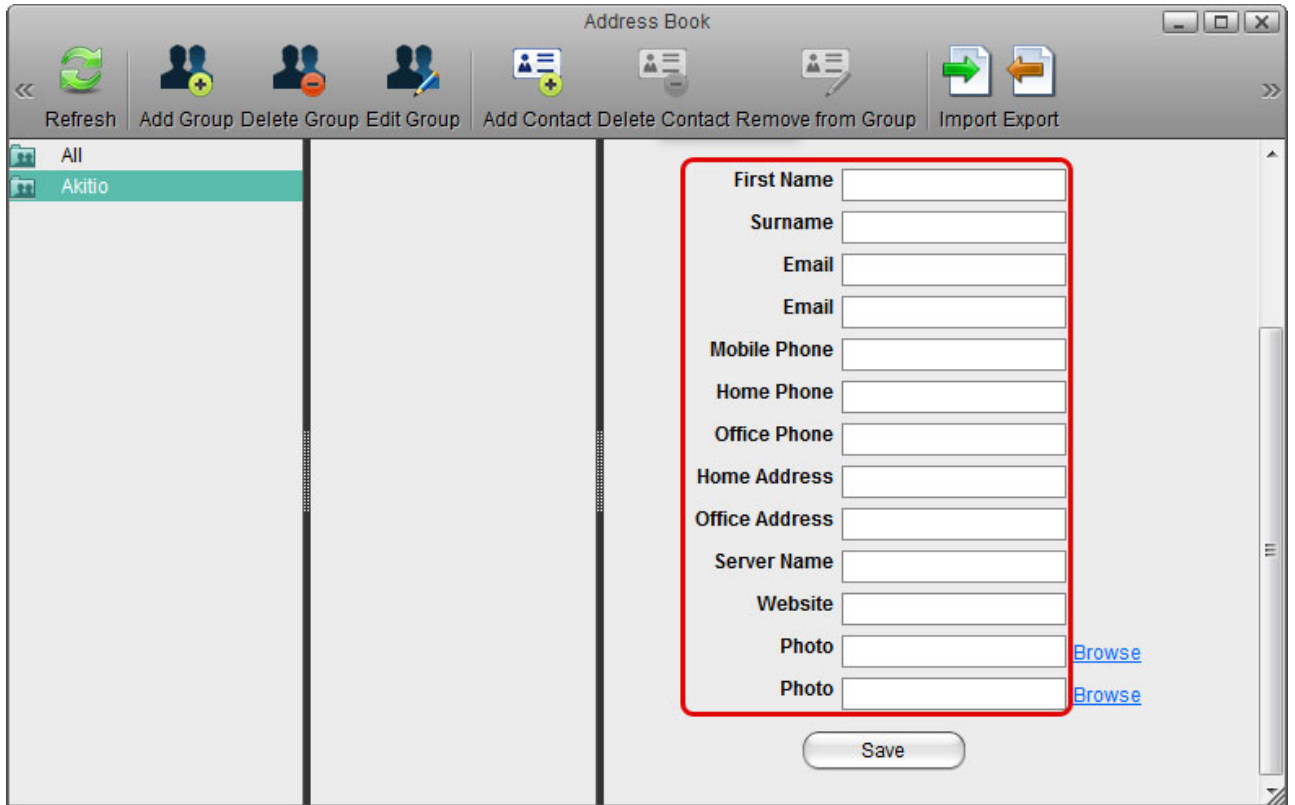 Address Book
Refresh Add Group Delete Group Edit Group Add Contact Delete Contact Remove from Group Import Export
All
Akitio
First Name
Surname
Email
Email
Mobile Phone
Home Phone
Office Phone
Home Address
Office Address
Server Name
Website
Photo Browse
Photo Browse
Save